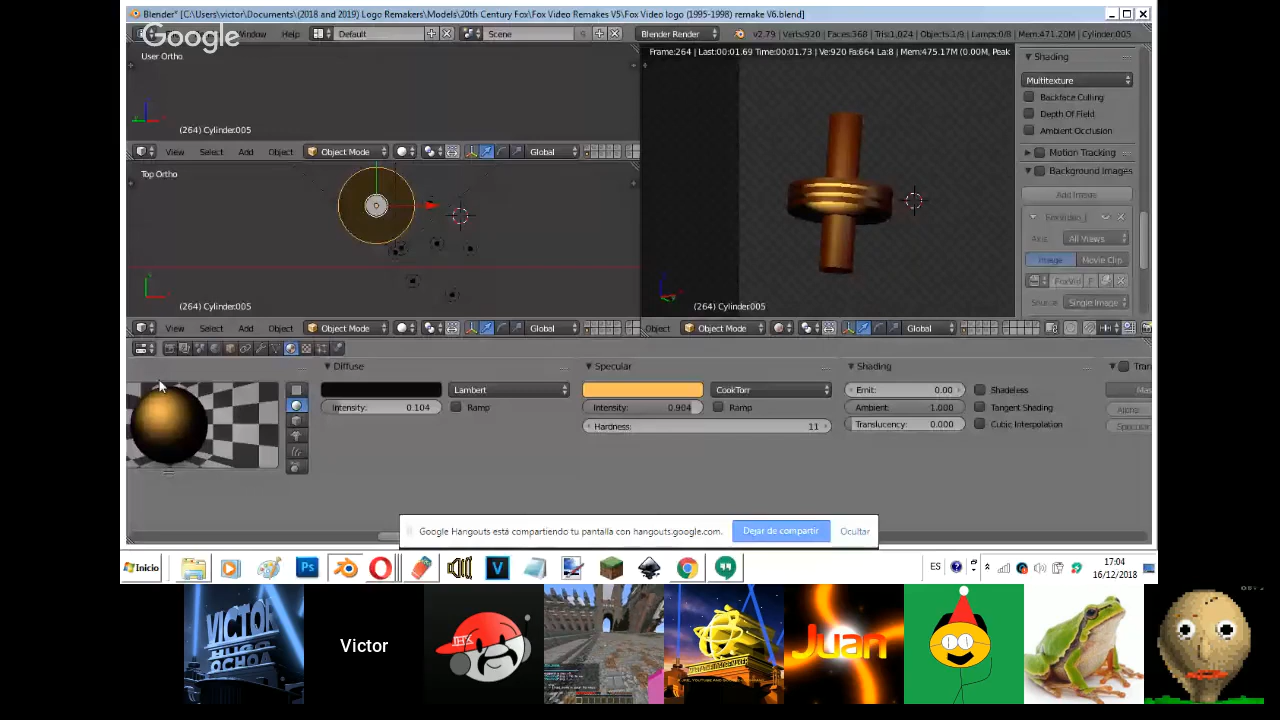 Blender* [C:\Users\victor\Documents\(2018 and 2019) Logo Remakers\Models\20th Century Fox\Fox Video Remakes V5\Fox Video logo (1995-1998) remake V6.blend]
Google
Window Help Default Scene Blender Render v2.79 | Verts:920 | Faces:368 | Tris:1,024 | Objects:1/9 | Lamps:0/8 | Mem:471.20M | Cylinder.005
User Ortho
Frame:264 | Last:00:01.69 Time:00:01.73 | Ve:920 Fa:664 La:8 | Mem:475.17M (0.00M, Peak
Shading
Multitexture
Backface Culling
Depth Of Field
Ambient Occlusion
(264) Cylinder.005
View Select Add Object Object Mode Global
Motion Tracking
Top Ortho
Background Images
Add Image
Axis: All Views
Image Movie Clip
FoxVid F
Source: Single Image
(264) Cylinder.005
(264) Cylinder.005
View Select Add Object Object Mode Global
Object Object Mode Global
Diffuse
Lambert
Intensity: 0.104 Ramp
Specular
CookTorr
Intensity: 0.904 Ramp
Hardness: 11
Shading
Emit: 0.00 Shadeless
Ambient: 1.000 Tangent Shading
Translucency: 0.000 Cubic Interpolation
Tran
Alpha
Specular
Google Hangouts está compartiendo tu pantalla con hangouts.google.com. Dejar de compartir Ocultar
Inicio
Ps
V
ES
17:04
16/12/2018
VICTOR
HUGO
OCHOA
Victor
Juan